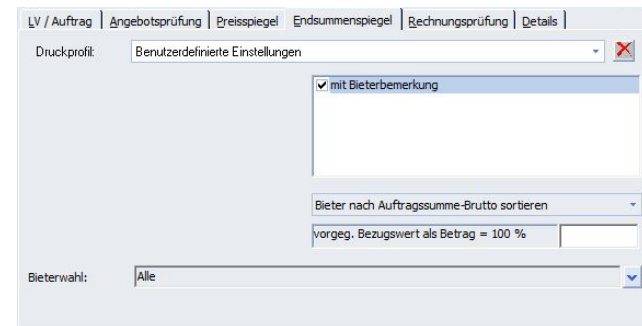 LV / Auftrag Angebotsprüfung Preisspiegel Endsummenspiegel Rechnungsprüfung Details
Druckprofil: Benutzerdefinierte Einstellungen
mit Bieterbemerkung
Bieter nach Auftragssumme-Brutto sortieren
vorgeg. Bezugswert als Betrag = 100 %
Bieterwahl: Alle